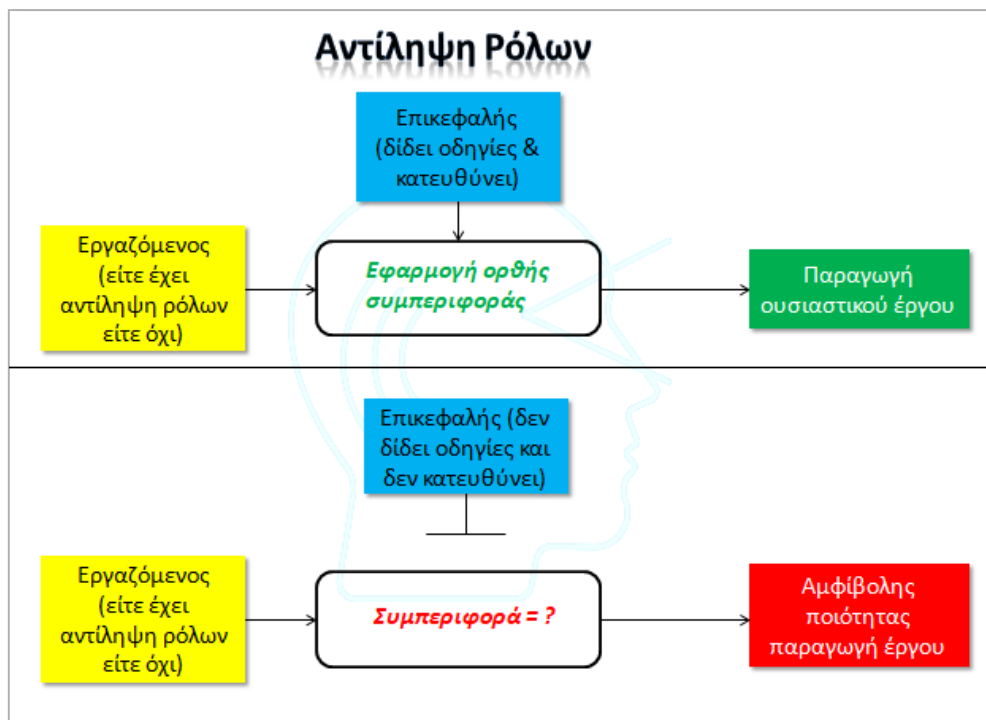 Αντίληψη Ρόλων
Επικεφαλής
(δίδει οδηγίες &
κατευθύνει)
Εργαζόμενος
(είτε έχει
αντίληψη ρόλων
είτε όχι)
Εφαρμογή ορθής
συμπεριφοράς
Παραγωγή
ουσιαστικού έργου
Επικεφαλής (δεν
δίδει οδηγίες και
δεν κατευθύνει)
Εργαζόμενος
(είτε έχει
αντίληψη ρόλων
είτε όχι)
Συμπεριφορά = ?
Αμφίβολης
ποιότητας
παραγωγή έργου